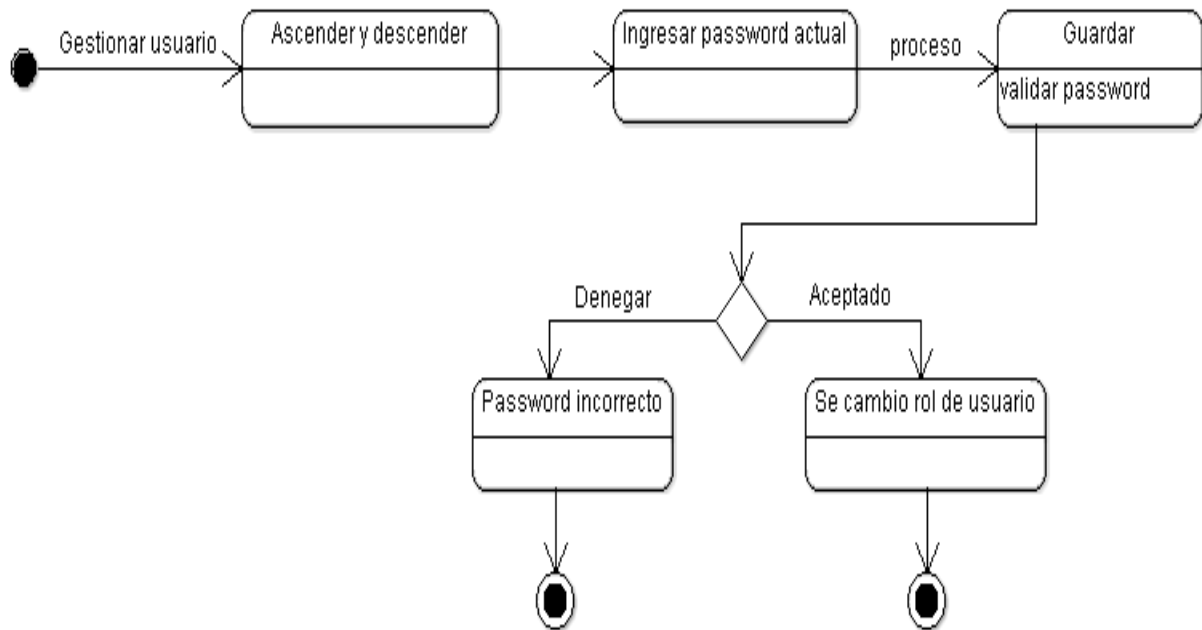 Gestionar usuario
Ascender y descender
Ingresar password actual
proceso
Guardar
validar password
Denegar
Aceptado
Password incorrecto
Se cambio rol de usuario